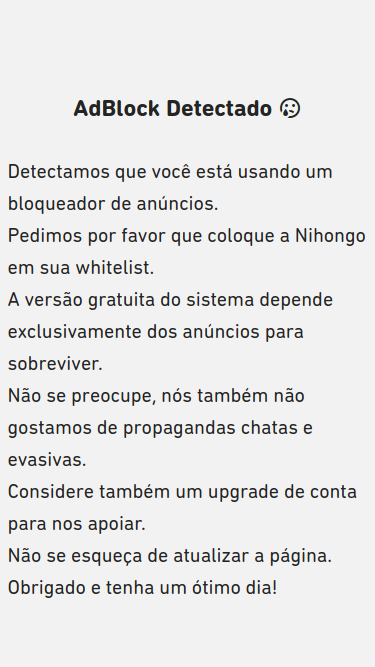 AdBlock Detectado
Detectamos que você está usando um
bloqueador de anúncios.
Pedimos por favor que coloque a Nihongo
em sua whitelist.
A versão gratuita do sistema depende
exclusivamente dos anúncios para
sobreviver.
Não se preocupe, nós também não
gostamos de propagandas chatas e
evasivas.
Considere também um upgrade de conta
para nos apoiar.
Não se esqueça de atualizar a página.
Obrigado e tenha um ótimo dia!